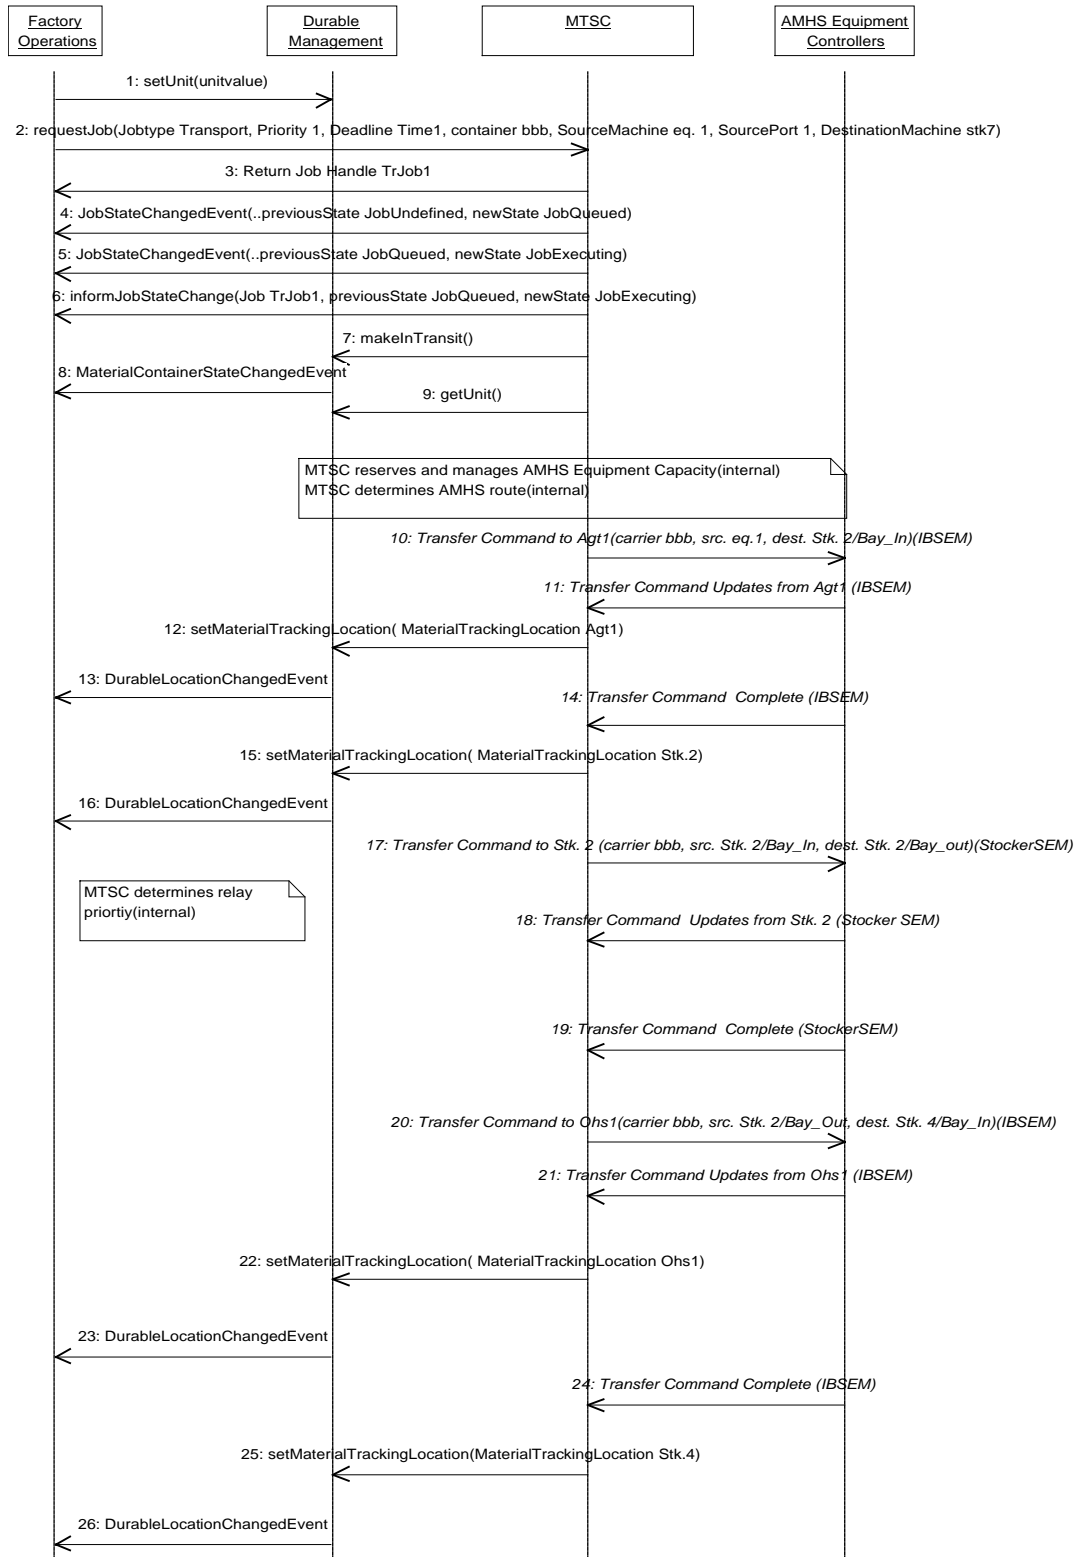 Factory
Operations
Durable
Management
MTSC
AMHS Equipment
Controllers
1: setUnit(unitvalue)
2: requestJob(Jobtype Transport, Priority 1, Deadline Time1, container bbb, SourceMachine eq. 1, SourcePort 1, DestinationMachine stk7)
3: Return Job Handle TrJob1
4: JobStateChangedEvent(..previousState JobUndefined, newState JobQueued)
5: JobStateChangedEvent(..previousState JobQueued, newState JobExecuting)
6: informJobStateChange(Job TrJob1, previousState JobQueued, newState JobExecuting)
7: makeInTransit()
8: MaterialContainerStateChangedEvent
9: getUnit()
MTSC reserves and manages AMHS Equipment Capacity(internal)
MTSC determines AMHS route(internal)
10: Transfer Command to Agt1(carrier bbb, src. eq.1, dest. Stk. 2/Bay_In)(IBSEM)
11: Transfer Command Updates from Agt1 (IBSEM)
12: setMaterialTrackingLocation( MaterialTrackingLocation Agt1)
13: DurableLocationChangedEvent
14: Transfer Command  Complete (IBSEM)
15: setMaterialTrackingLocation( MaterialTrackingLocation Stk.2)
16: DurableLocationChangedEvent
17: Transfer Command to Stk. 2 (carrier bbb, src. Stk. 2/Bay_In, dest. Stk. 2/Bay_out)(StockerSEM)
MTSC determines relay
priortiy(internal)
18: Transfer Command  Updates from Stk. 2 (Stocker SEM)
19: Transfer Command  Complete (StockerSEM)
20: Transfer Command to Ohs1(carrier bbb, src. Stk. 2/Bay_Out, dest. Stk. 4/Bay_In)(IBSEM)
21: Transfer Command Updates from Ohs1 (IBSEM)
22: setMaterialTrackingLocation( MaterialTrackingLocation Ohs1)
23: DurableLocationChangedEvent
24: Transfer Command Complete (IBSEM)
25: setMaterialTrackingLocation(MaterialTrackingLocation Stk.4)
26: DurableLocationChangedEvent